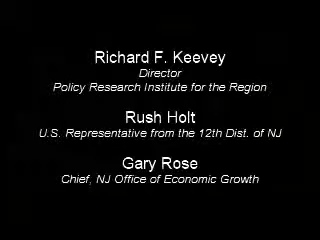 Richard F. Keevey
Director
Policy Research Institute for the Region
Rush Holt
U.S. Representative from the 12th Dist. of NJ
Gary Rose
Chief, NJ Office of Economic Growth